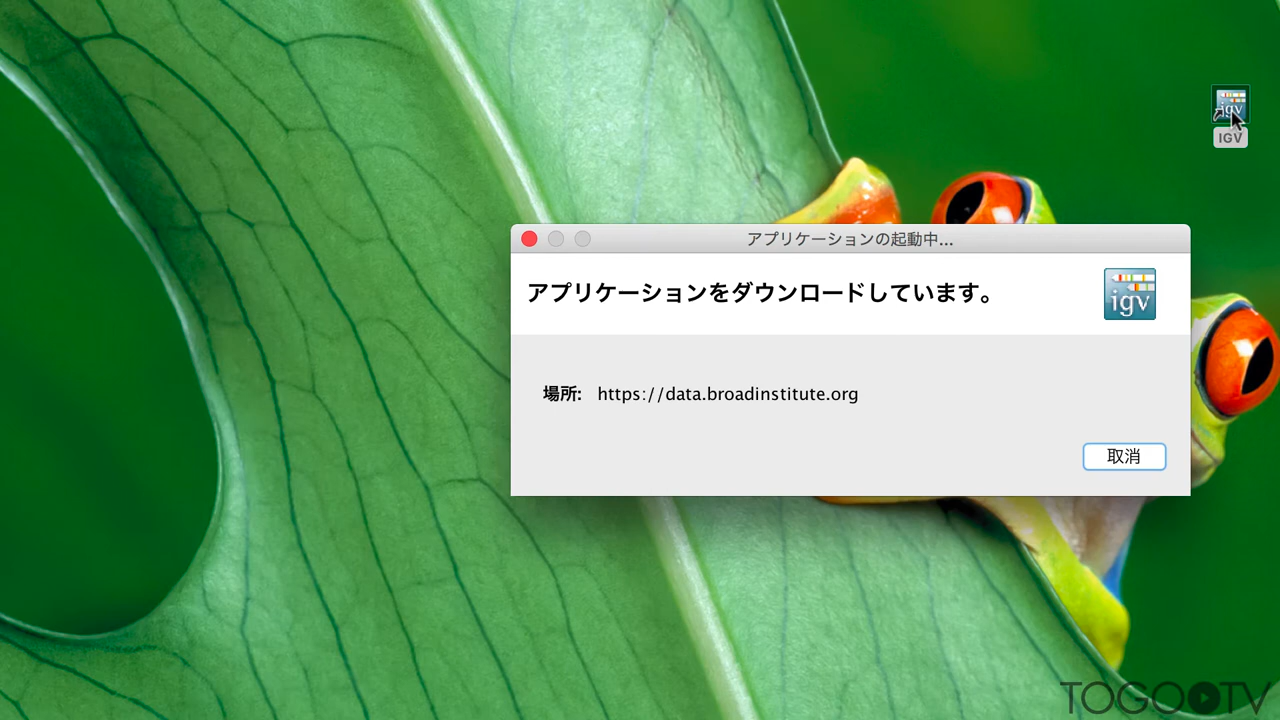 igv
IGV
アプリケーションの起動中...
アプリケーションをダウンロードしています。
igv
場所: https://data.broadinstitute.org
取消
TOGOTV